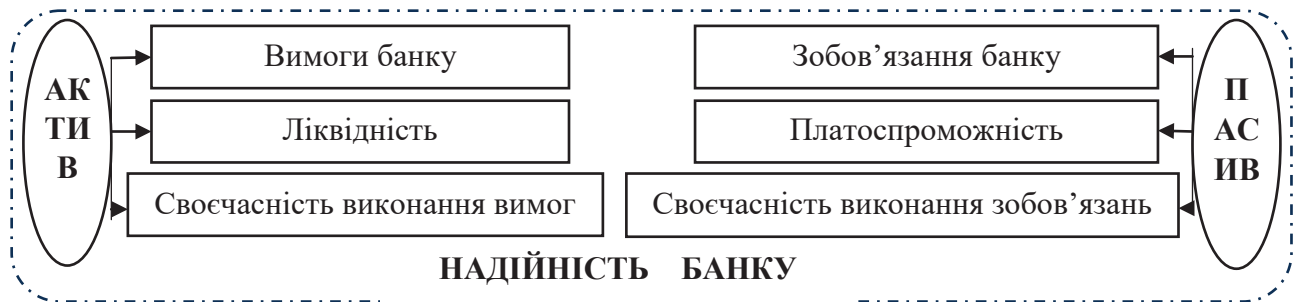 АК
ТИ
В
Вимоги банку
Ліквідність
Своєчасність виконання вимог
Зобов’язання банку
Платоспроможність
Своєчасність виконання зобов’язань
П
АС
ИВ
НАДІЙНІСТЬ БАНКУ